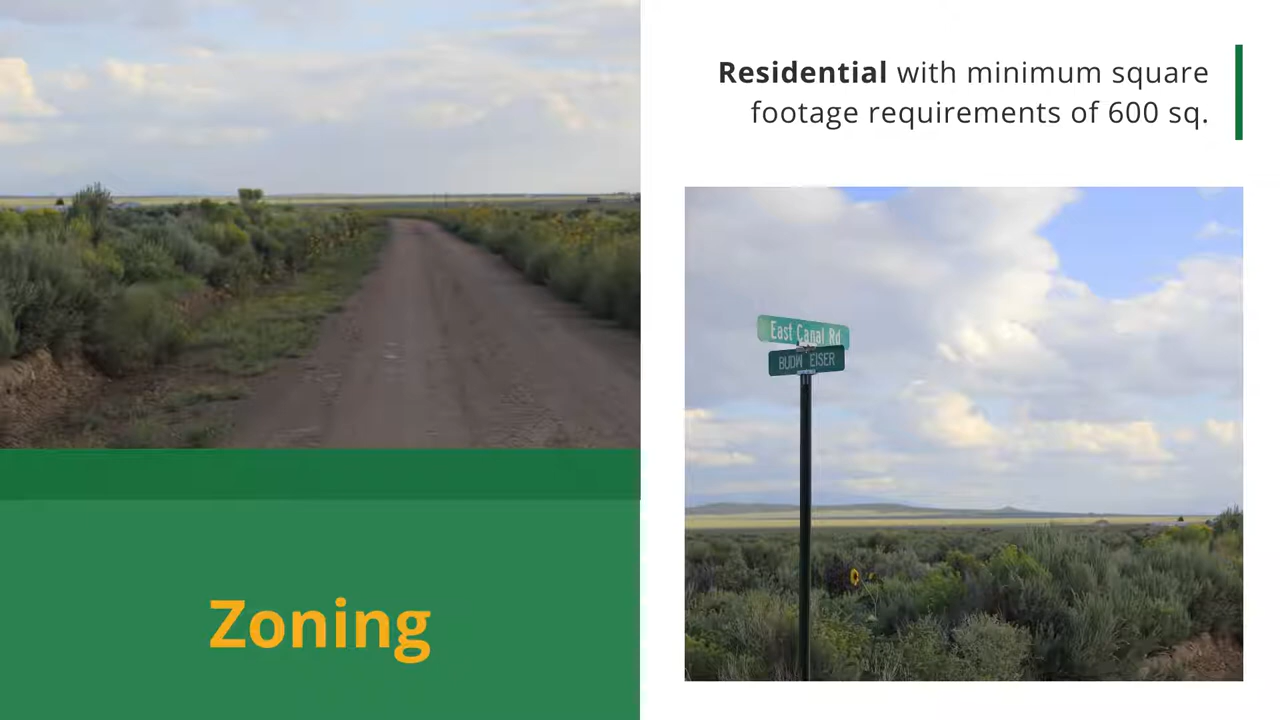 Residential with minimum square
footage requirements of 600 sq.
East Canal Rd
BUDWEISER
Zoning